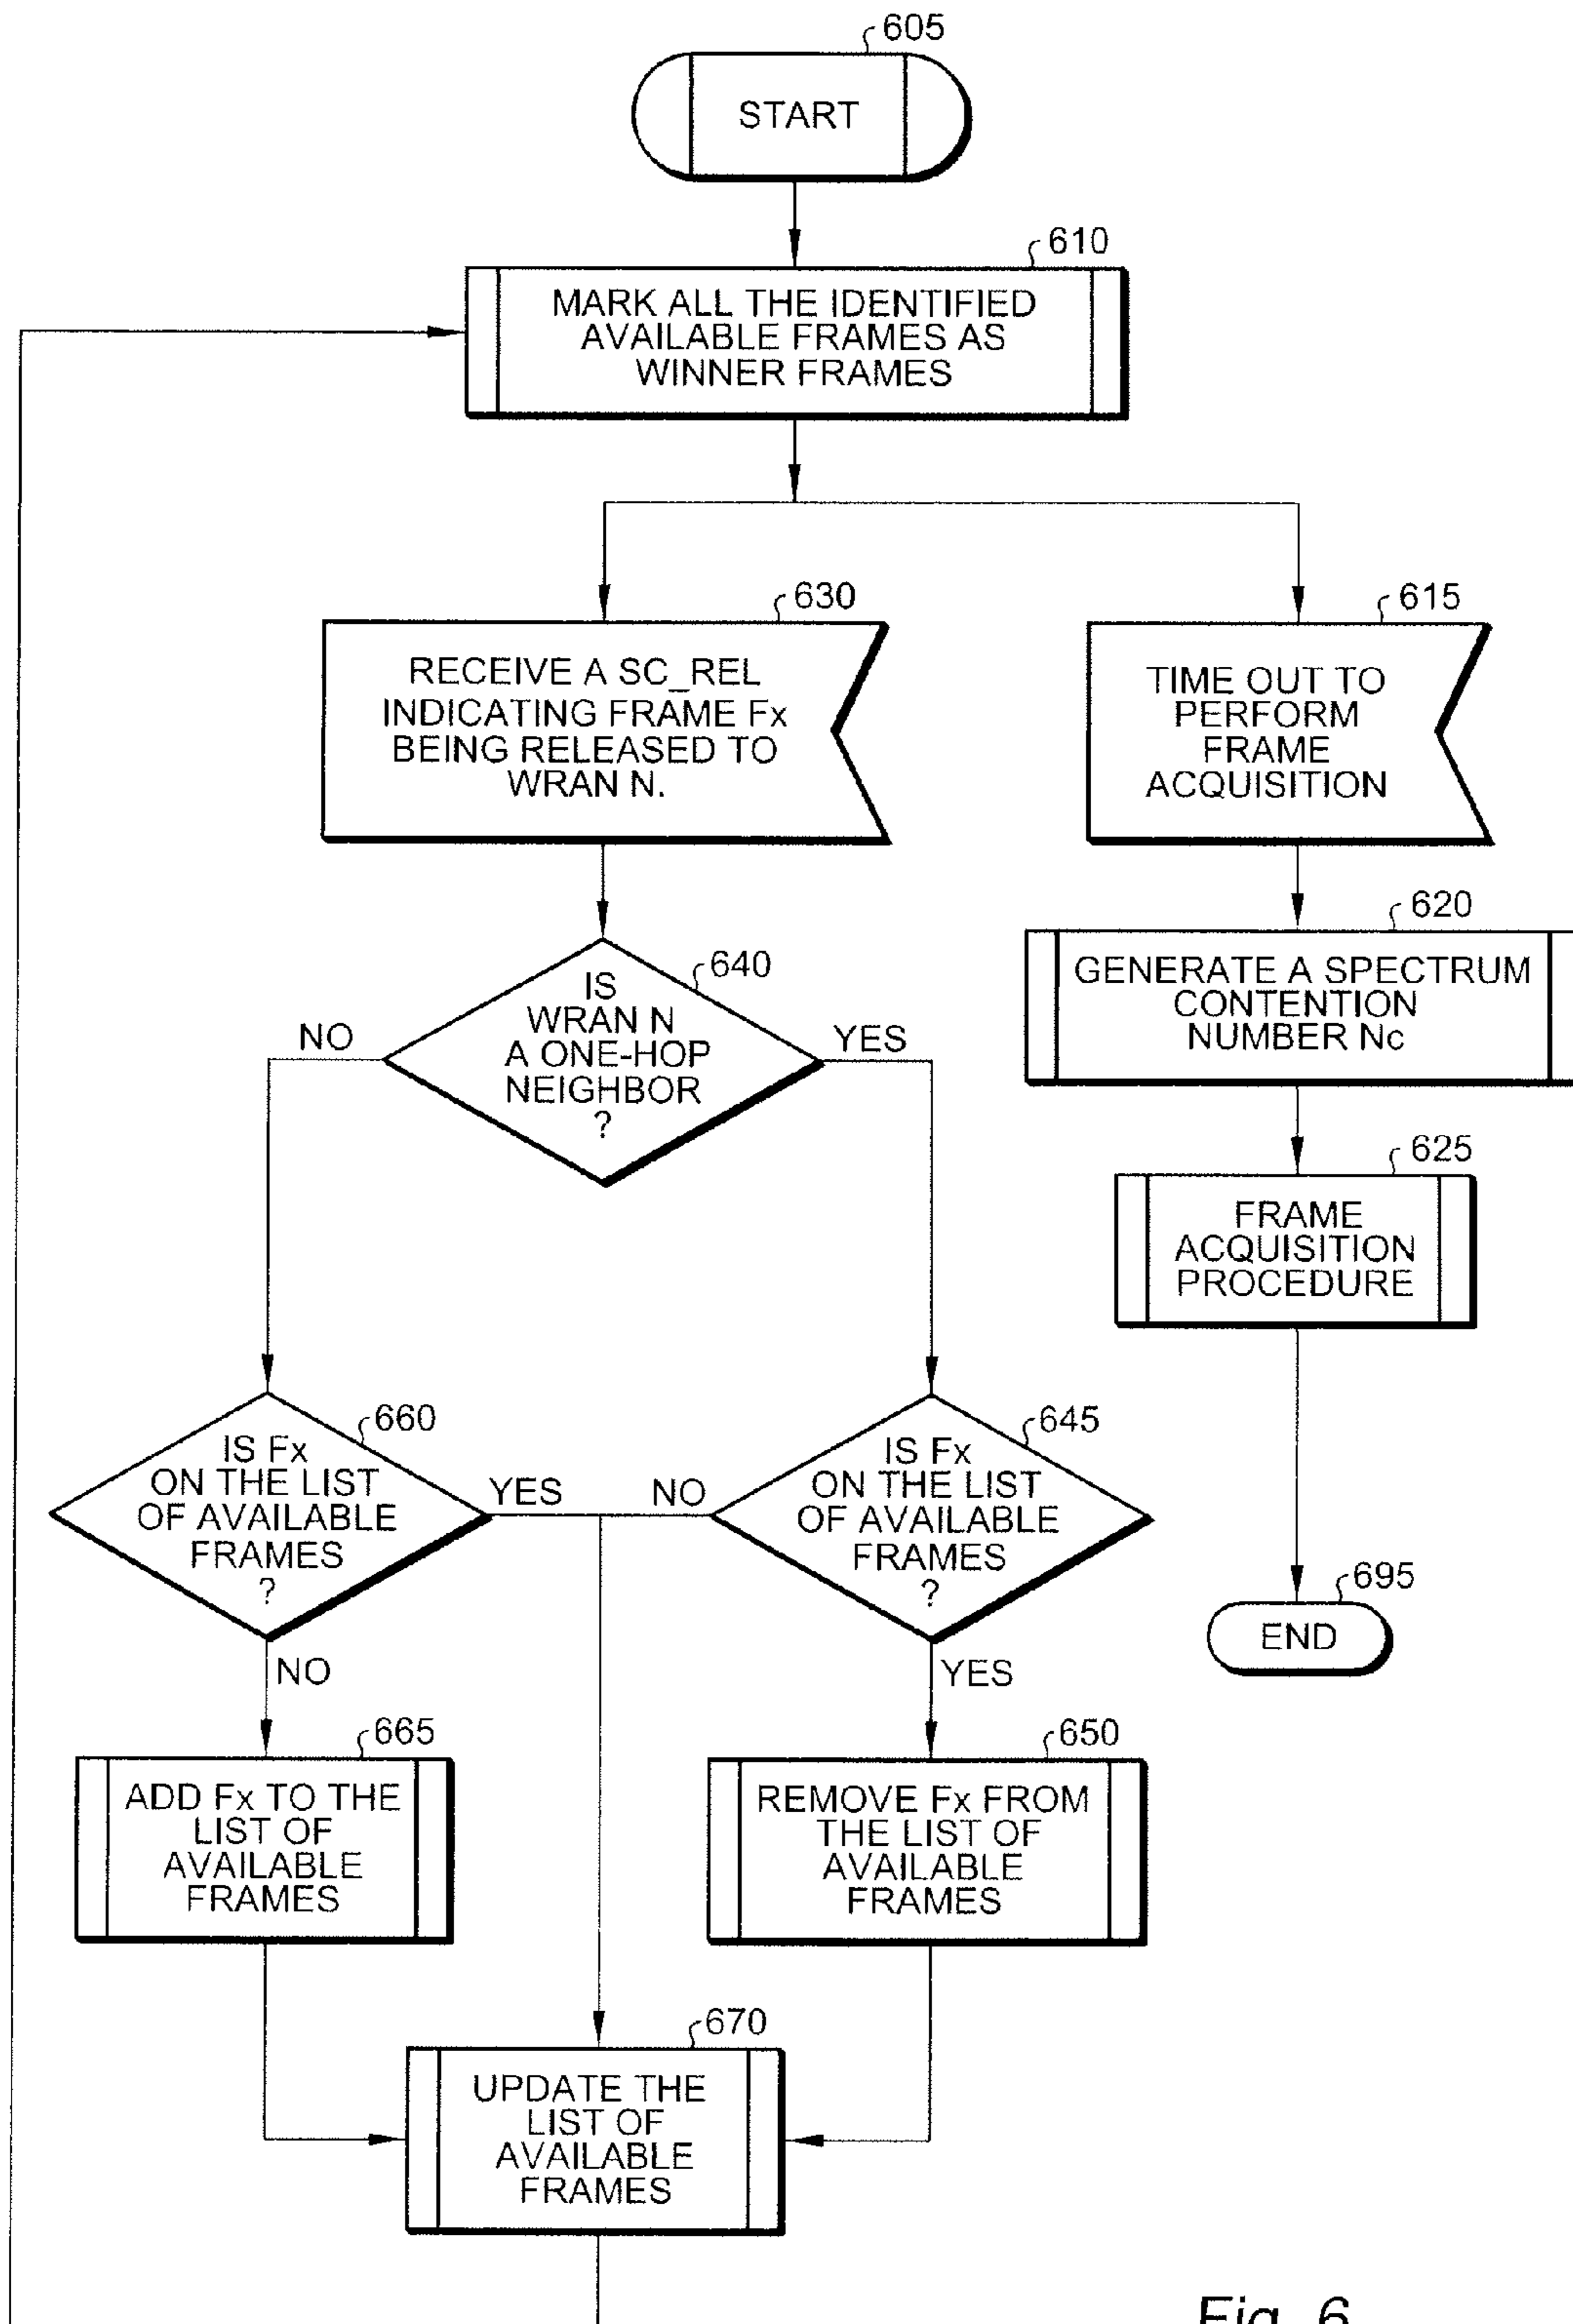 605
START
610
MARK ALL THE IDENTIFIED
AVAILABLE FRAMES AS
WINNER FRAMES
630
RECEIVE A SC_REL
INDICATING FRAME Fx
BEING RELEASED TO
WRAN N.
615
TIME OUT TO
PERFORM
FRAME
ACQUISITION
620
GENERATE A SPECTRUM
CONTENTION
NUMBER Nc
640
IS
WRAN N
A ONE-HOP
NEIGHBOR
?
NO
YES
625
FRAME
ACQUISITION
PROCEDURE
660
IS Fx
ON THE LIST
OF AVAILABLE
FRAMES
?
YES
NO
645
IS Fx
ON THE LIST
OF AVAILABLE
FRAMES
?
695
END
NO
YES
665
ADD Fx TO THE
LIST OF
AVAILABLE
FRAMES
650
REMOVE Fx FROM
THE LIST OF
AVAILABLE
FRAMES
670
UPDATE THE
LIST OF
AVAILABLE
FRAMES
Fig. 6